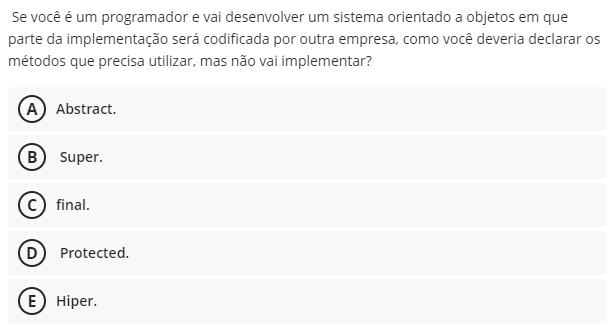 Se você é um programador e vai desenvolver um sistema orientado a objetos em que
parte da implementação será codificada por outra empresa, como você deveria declarar os
métodos que precisa utilizar, mas não vai implementar?
A Abstract.
B Super.
C final.
D Protected.
E Hiper.